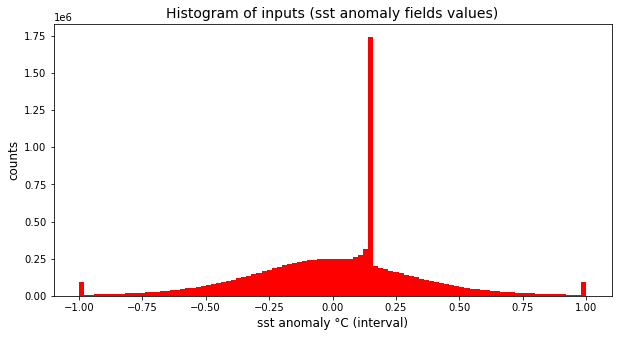 Histogram of inputs (sst anomaly fields values)
1e6
1.75
1.50
1.25
1.00
0.75
0.50
0.25
0.00
counts
−1.00 −0.75 −0.50 −0.25 0.00 0.25 0.50 0.75 1.00
sst anomaly °C (interval)